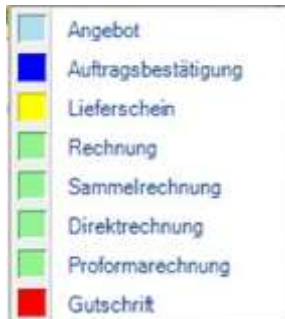 Angebot
Auftragsbestätigung
Lieferschein
Rechnung
Sammelrechnung
Direktrechnung
Proformarechnung
Gutschrift